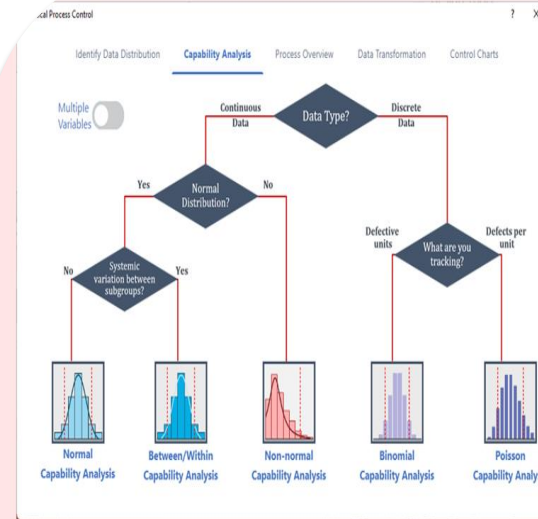 Process Control
? X
Identify Data Distribution Capability Analysis Process Overview Data Transformation Control Charts
Multiple
Variables
Continuous
Data
Data Type?
Discrete
Data
Yes
Normal
Distribution?
No
Defective
units
What are you
tracking?
Defects per
unit
No
Systemic
variation between
subgroups?
Yes
Normal
Capability Analysis
Between/Within
Capability Analysis
Non-normal
Capability Analysis
Binomial
Capability Analysis
Poisson
Capability Analy